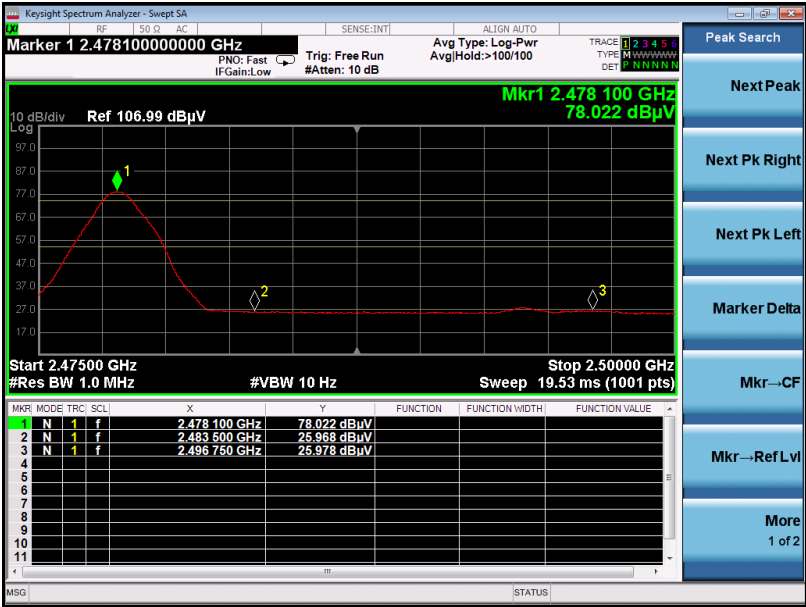 Keysight Spectrum Analyzer - Swept SA
LXI RF 50 Ω AC SENSE:INT ALIGN AUTO
Marker 1 2.478100000000 GHz
PNO: Fast
IFGain:Low
Trig: Free Run
#Atten: 10 dB
Avg Type: Log-Pwr
Avg|Hold:>100/100
TRACE 1 2 3 4 5 6
TYPE M WWWWW
DET P N N N N N
Peak Search
Next Peak
Next Pk Right
Next Pk Left
Marker Delta
Mkr→CF
Mkr→Ref Lvl
More
1 of 2
Mkr1 2.478 100 GHz
78.022 dBµV
10 dB/div Ref 106.99 dBµV
Log
97.0
87.0
77.0
67.0
57.0
47.0
37.0
27.0
17.0
1
2
3
Start 2.47500 GHz Stop 2.50000 GHz
#Res BW 1.0 MHz #VBW 10 Hz Sweep 19.53 ms (1001 pts)
MKR MODE TRC SCL X Y FUNCTION FUNCTION WIDTH FUNCTION VALUE
1 N 1 f 2.478 100 GHz 78.022 dBµV
2 N 1 f 2.483 500 GHz 25.968 dBµV
3 N 1 f 2.496 750 GHz 25.978 dBµV
4
5
6
7
8
9
10
11
MSG STATUS